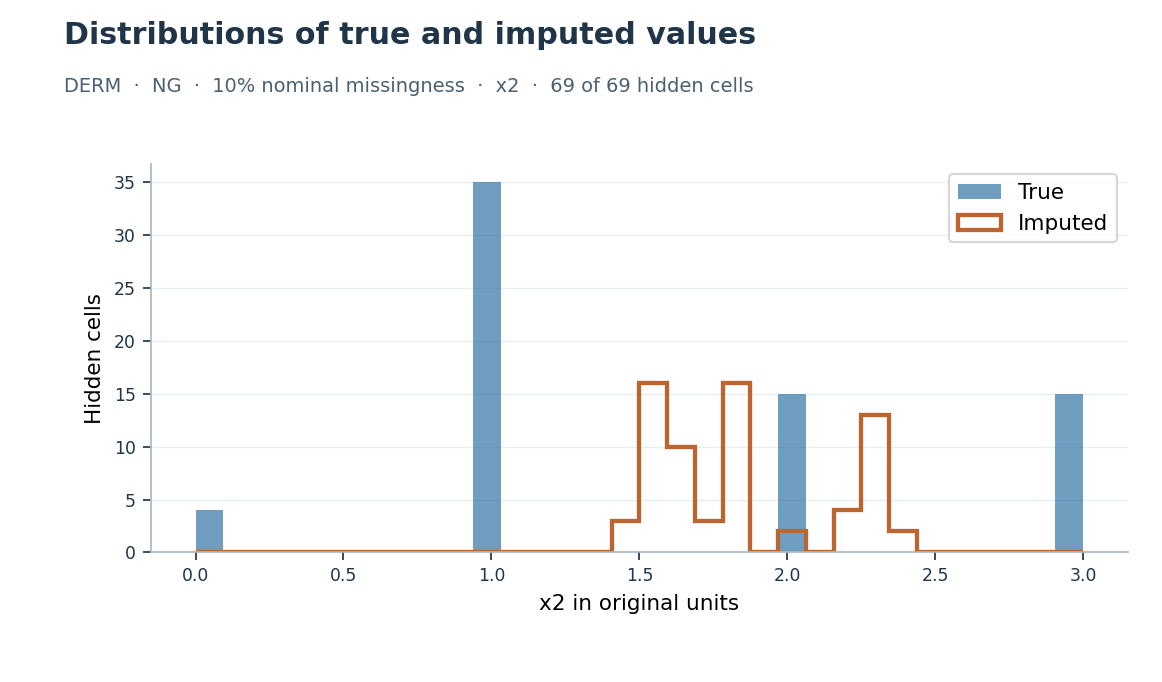 Distributions of true and imputed values
DERM · NG · 10% nominal missingness · x2 · 69 of 69 hidden cells
35
30
25
20
15
10
5
0
Hidden cells
True
Imputed
0.0 0.5 1.0 1.5 2.0 2.5 3.0
x2 in original units